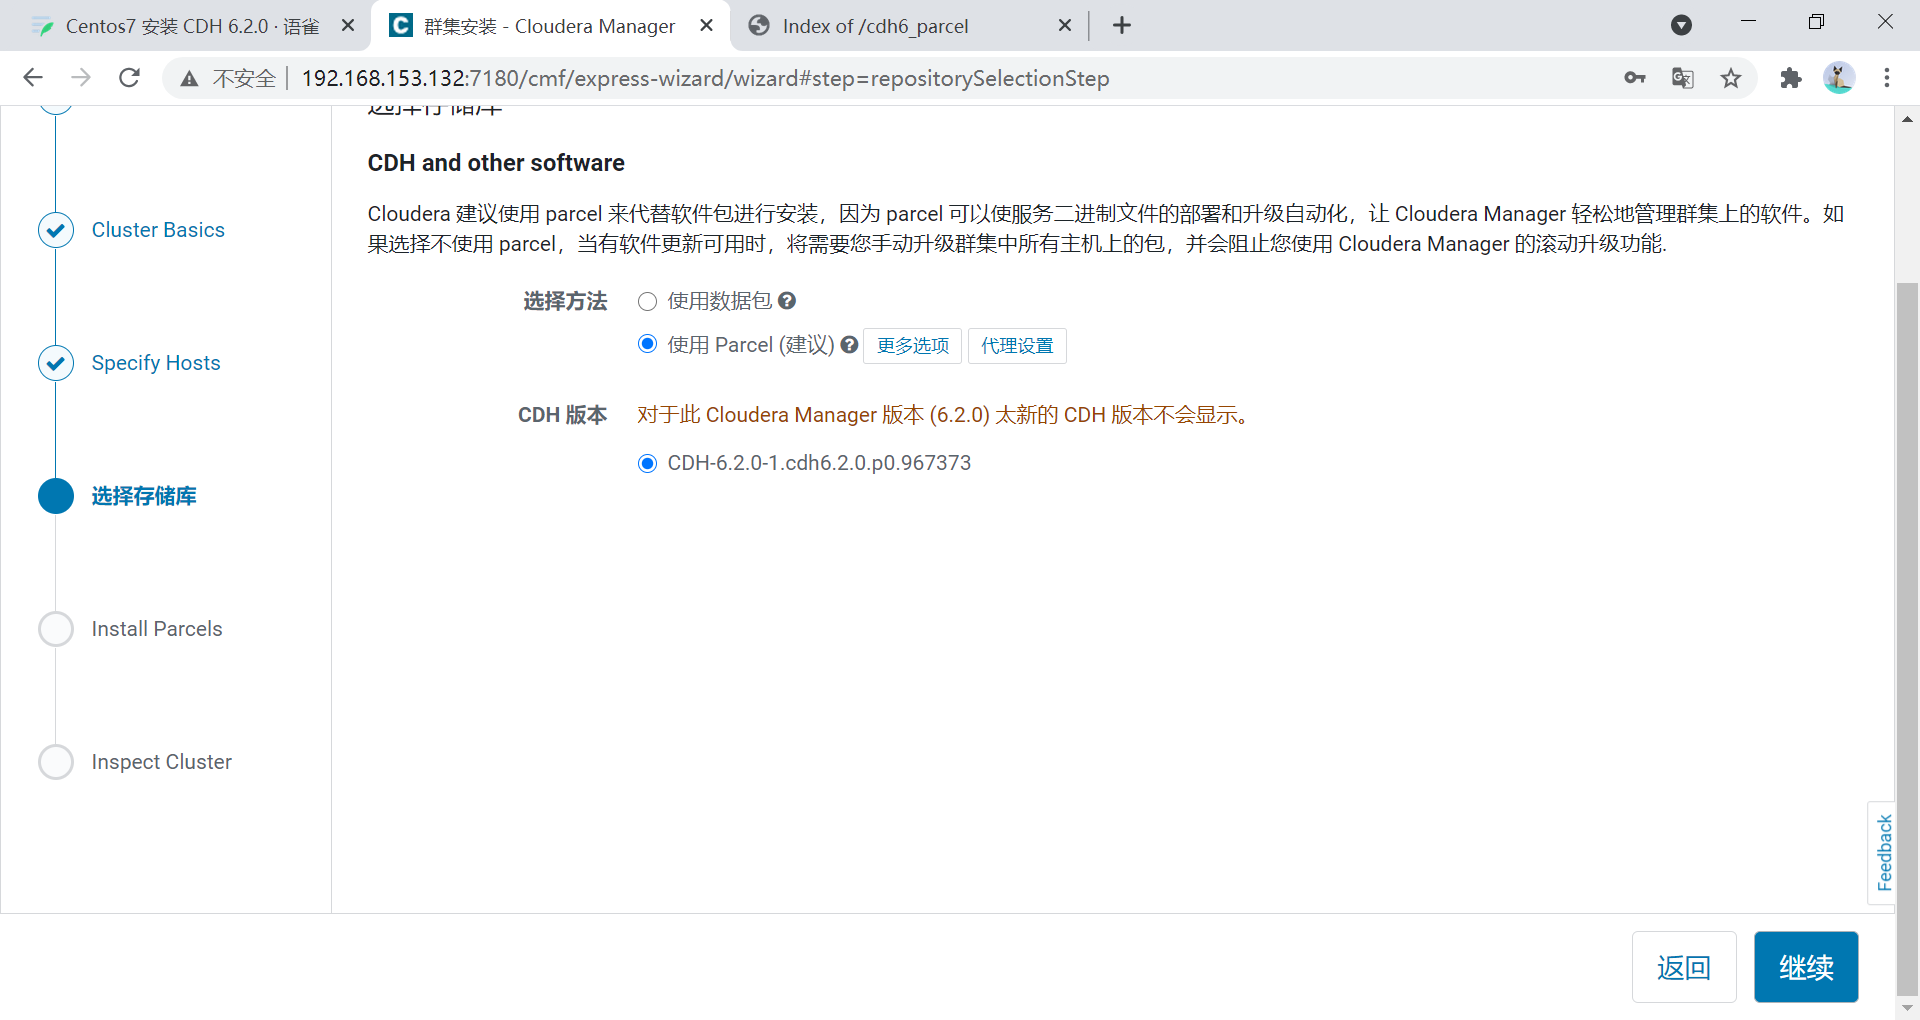 Centos7 安装 CDH 6.2.0 · 语雀
群集安装 - Cloudera Manager
Index of /cdh6_parcel
不安全
192.168.153.132:7180/cmf/express-wizard/wizard#step=repositorySelectionStep
Cluster Basics
Specify Hosts
选择存储库
Install Parcels
Inspect Cluster
选择存储库
CDH and other software
Cloudera 建议使用 parcel 来代替软件包进行安装，因为 parcel 可以使服务二进制文件的部署和升级自动化，让 Cloudera Manager 轻松地管理群集上的软件。如
果选择不使用 parcel，当有软件更新可用时，将需要您手动升级群集中所有主机上的包，并会阻止您使用 Cloudera Manager 的滚动升级功能.
选择方法
使用数据包
使用 Parcel (建议) 更多选项 代理设置
CDH 版本
对于此 Cloudera Manager 版本 (6.2.0) 太新的 CDH 版本不会显示。
CDH-6.2.0-1.cdh6.2.0.p0.967373
Feedback
返回
继续